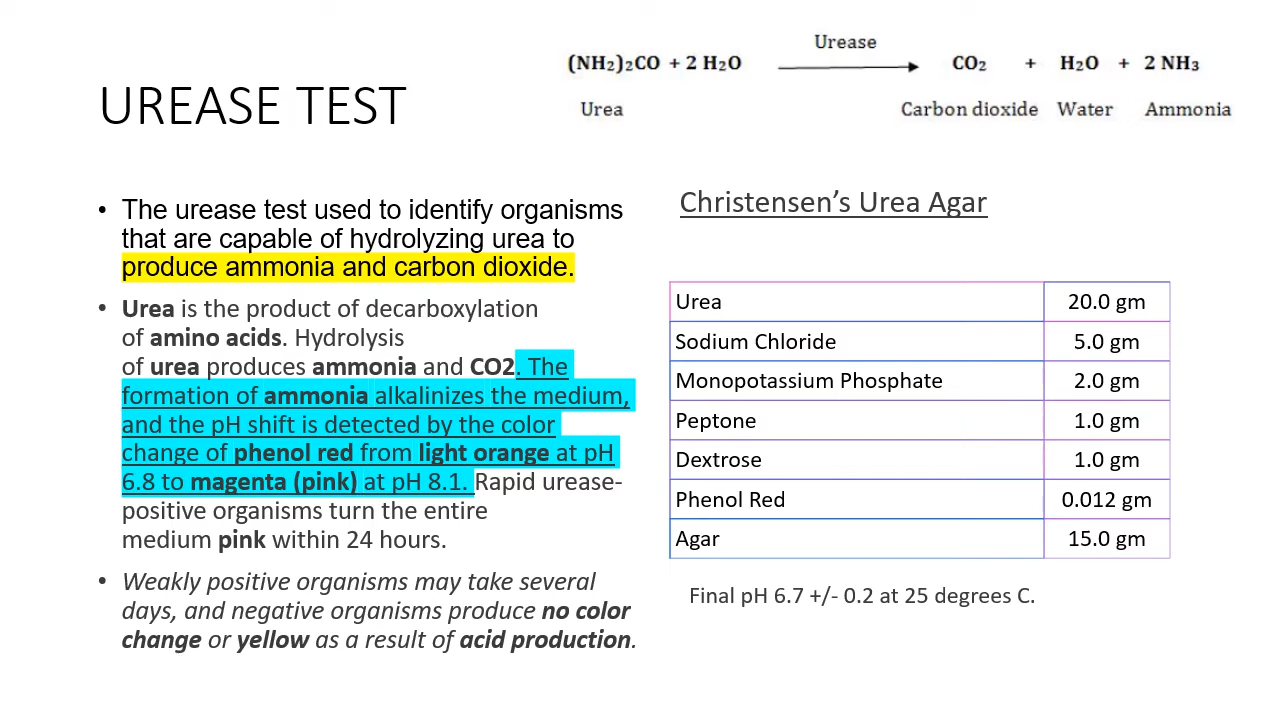 Urease
(NH2)2CO + 2 H2O CO2 + H2O + 2 NH3
Urea Carbon dioxide Water Ammonia
UREASE TEST
• The urease test used to identify organisms
that are capable of hydrolyzing urea to
produce ammonia and carbon dioxide.
• Urea is the product of decarboxylation
of amino acids. Hydrolysis
of urea produces ammonia and CO2. The
formation of ammonia alkalinizes the medium,
and the pH shift is detected by the color
change of phenol red from light orange at pH
6.8 to magenta (pink) at pH 8.1. Rapid urease-
positive organisms turn the entire
medium pink within 24 hours.
• Weakly positive organisms may take several
days, and negative organisms produce no color
change or yellow as a result of acid production.
Christensen’s Urea Agar
Urea 20.0 gm
Sodium Chloride 5.0 gm
Monopotassium Phosphate 2.0 gm
Peptone 1.0 gm
Dextrose 1.0 gm
Phenol Red 0.012 gm
Agar 15.0 gm
Final pH 6.7 +/- 0.2 at 25 degrees C.